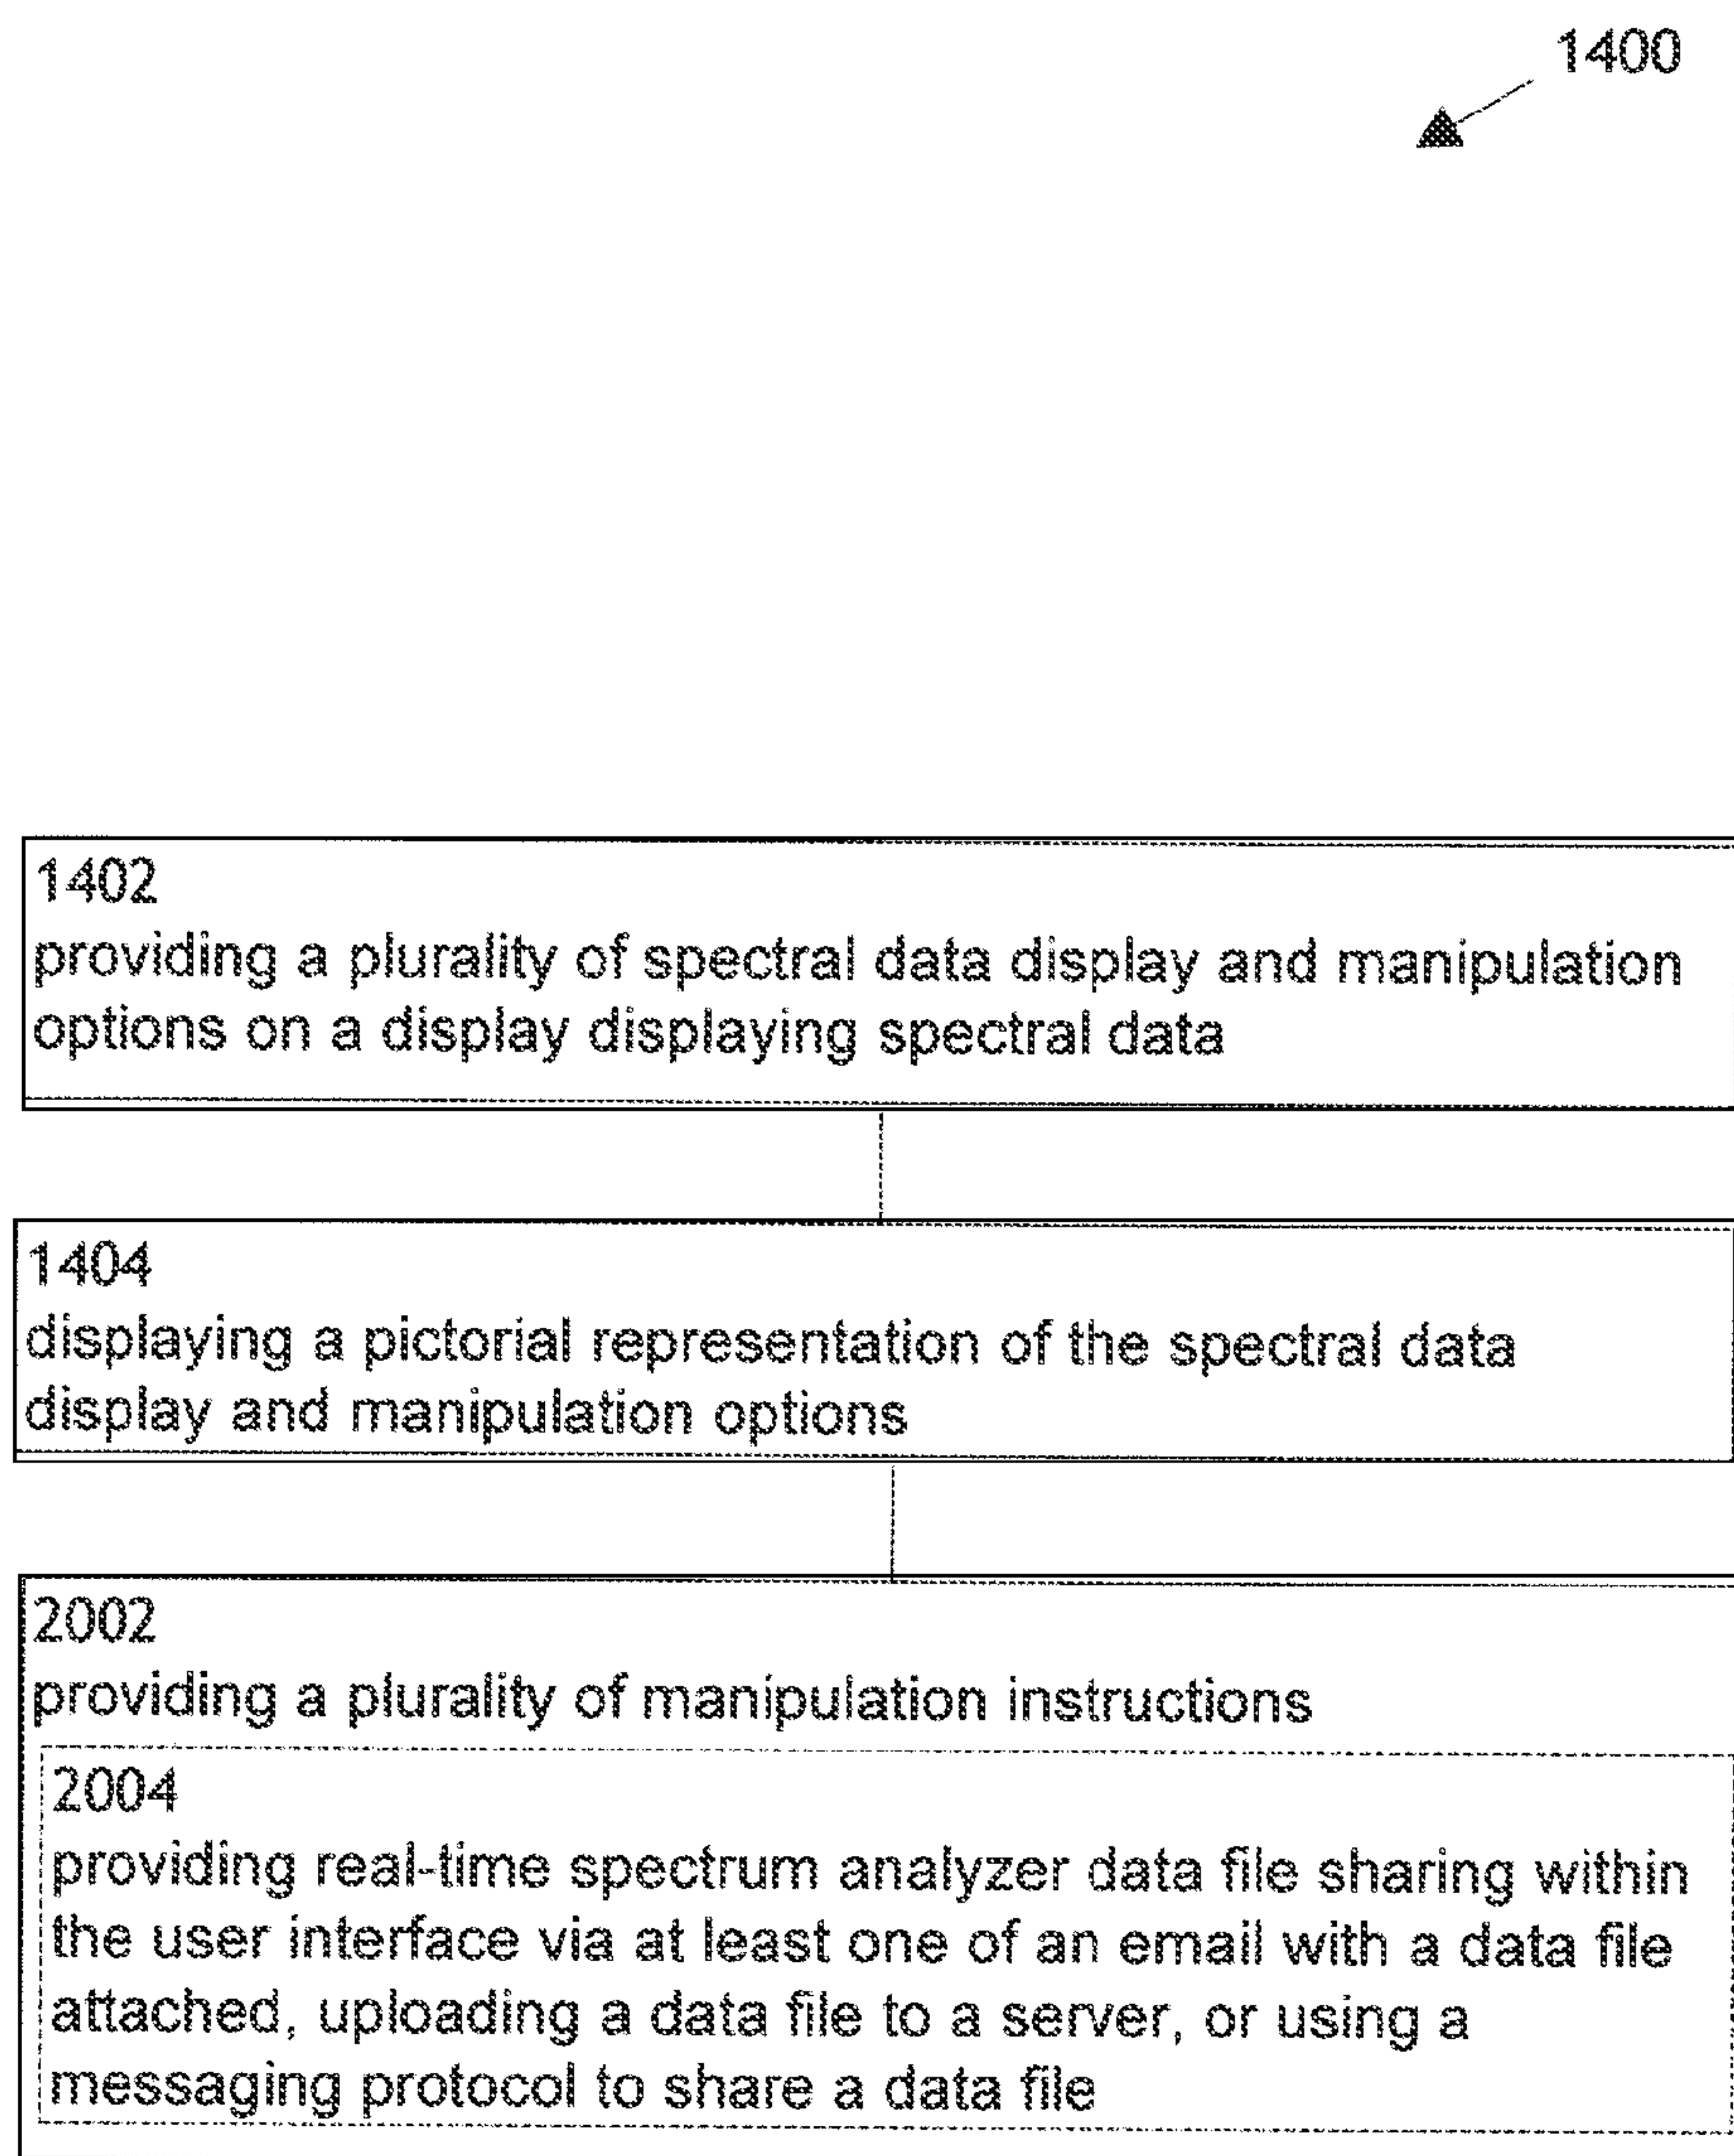 1400
1402
providing a plurality of spectral data display and manipulation
options on a display displaying spectral data
1404
displaying a pictorial representation of the spectral data
display and manipulation options
2002
providing a plurality of manipulation instructions
2004
providing real-time spectrum analyzer data file sharing within
the user interface via at least one of an email with a data file
attached, uploading a data file to a server, or using a
messaging protocol to share a data file